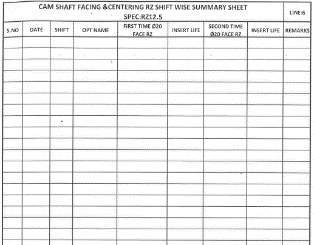 CAM SHAFT FACING &CENTERING RZ SHIFT WISE SUMMARY SHEET
SPEC:RZ12.5
LINE:6
S.NO DATE SHIFT OPT NAME FIRST TIME Ø20 FACE RZ INSERT LIFE SECOND TIME Ø20 FACE RZ INSERT LIFE REMARKS